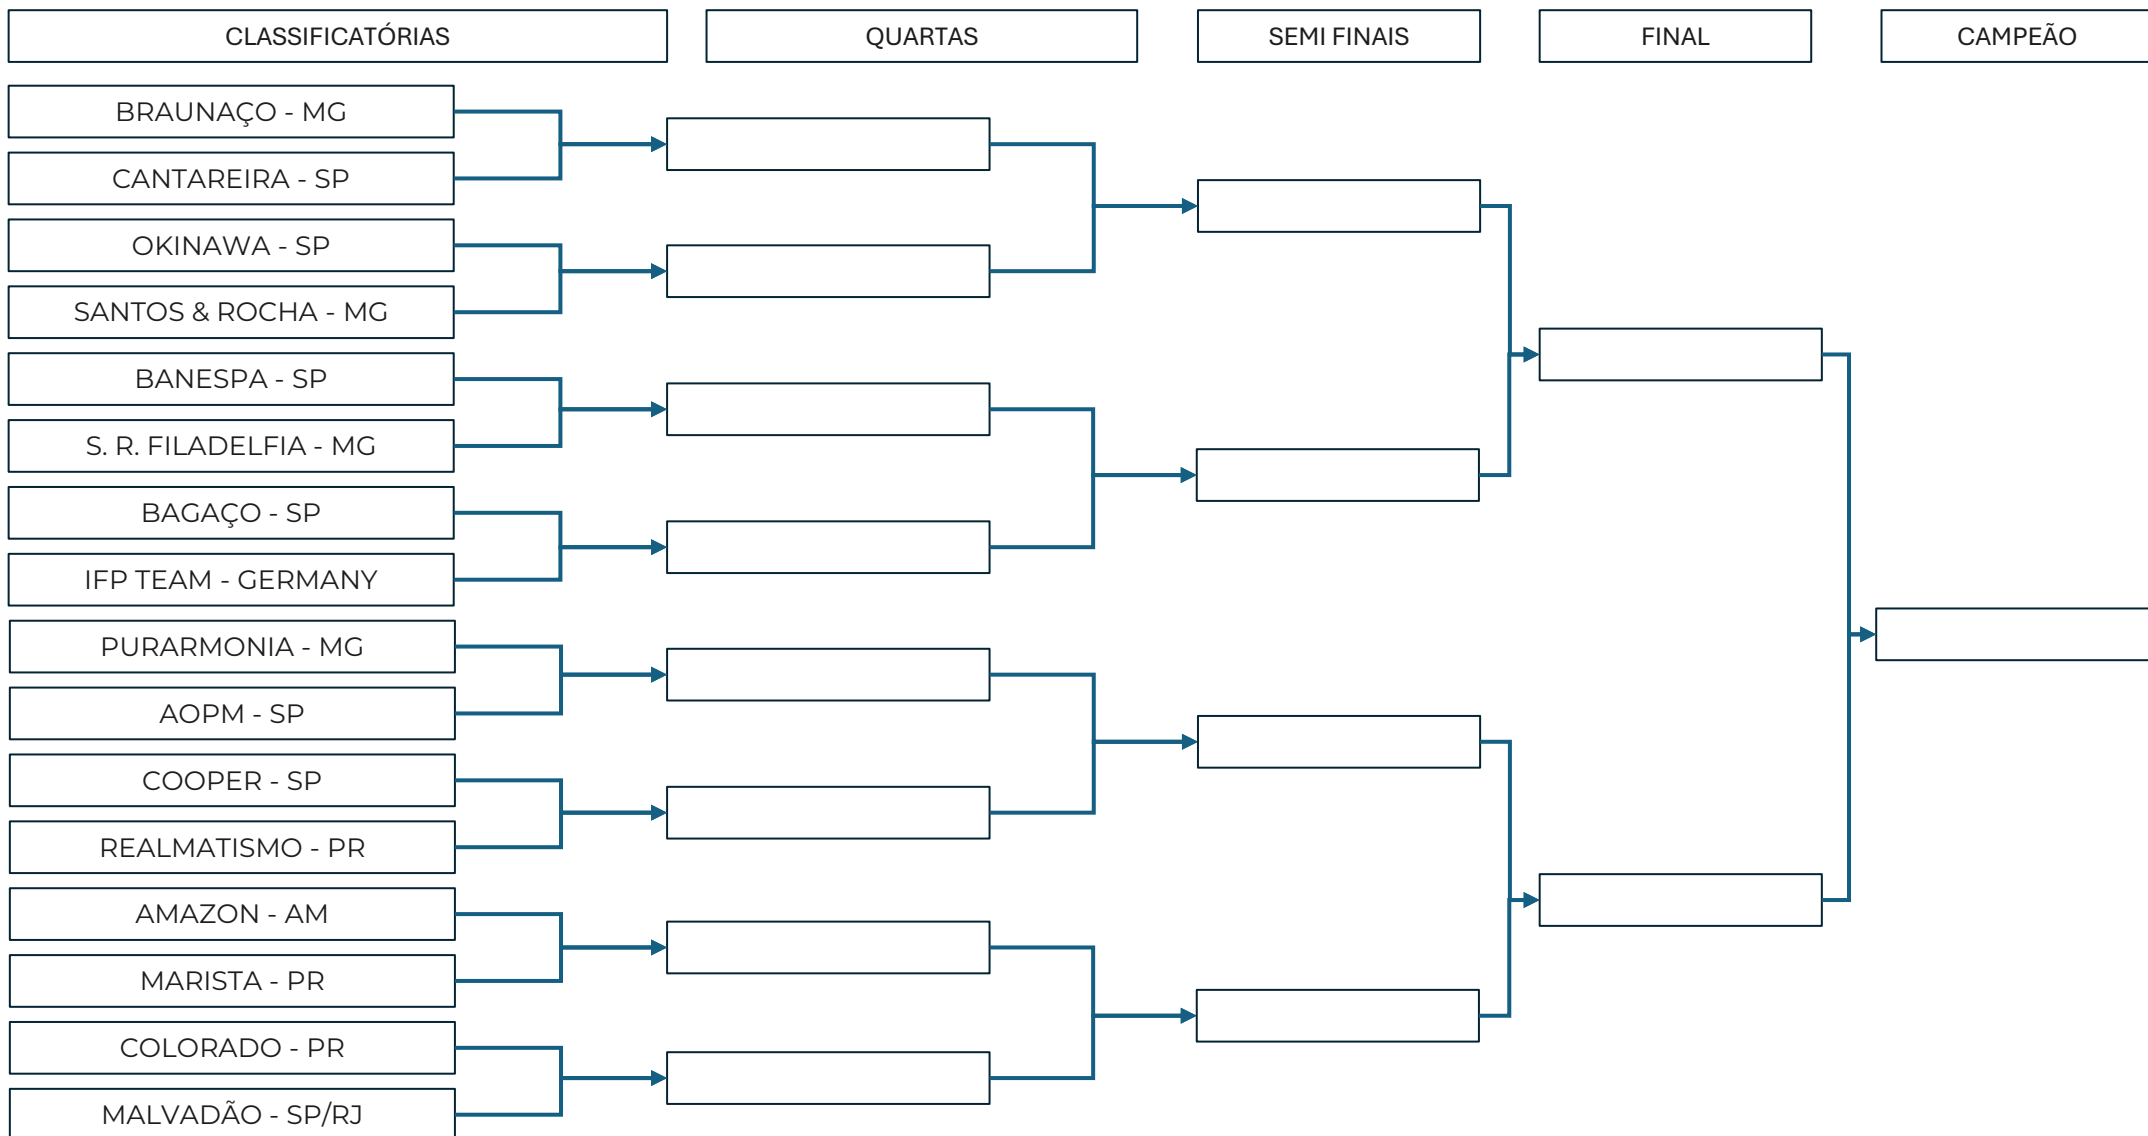 CLASSIFICATÓRIAS
QUARTAS
SEMI FINAIS
FINAL
CAMPEÃO
BRAUNAÇO - MG
CANTAREIRA - SP
OKINAWA - SP
SANTOS & ROCHA - MG
BANESPA - SP
S. R. FILADELFIA - MG
BAGAÇO - SP
IFP TEAM - GERMANY
PURARMONIA - MG
AOPM - SP
COOPER - SP
REALMATISMO - PR
AMAZON - AM
MARISTA - PR
COLORADO - PR
MALVADÃO - SP/RJ